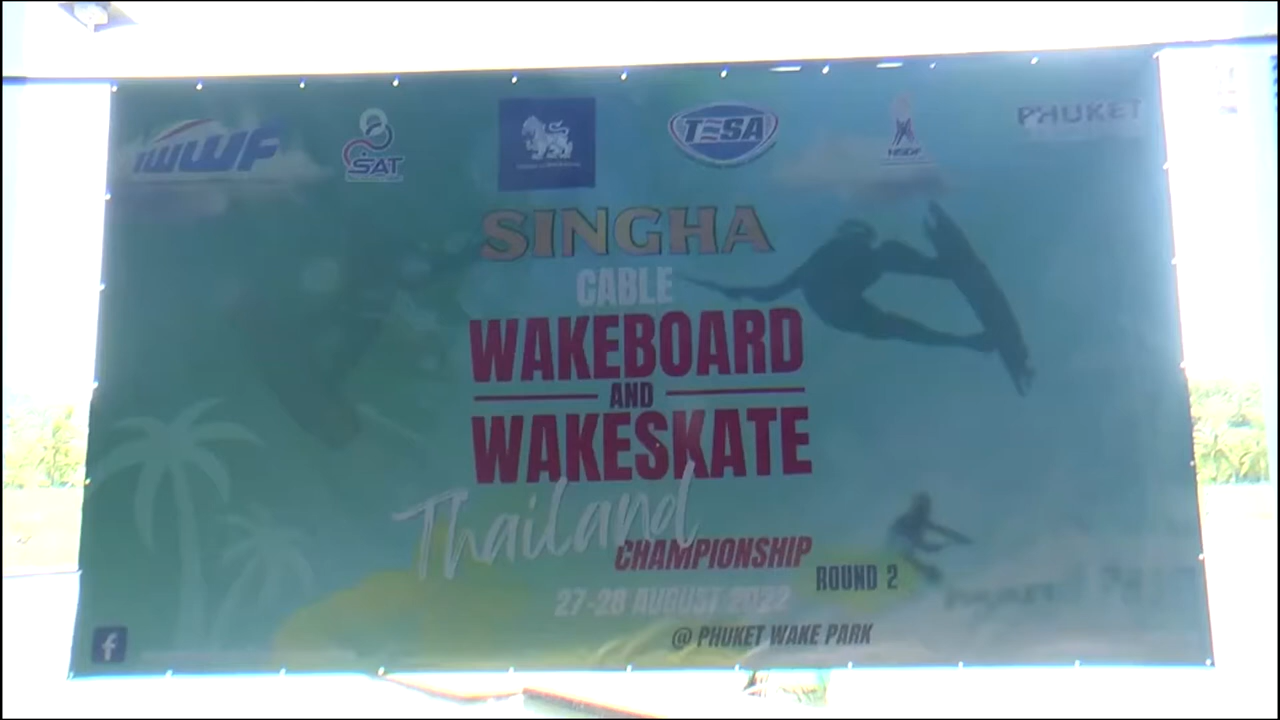 IWWF
SAT
TESA
NSDF
PHUKET
SINGHA
CABLE
WAKEBOARD
AND
WAKESKATE
Thailand
CHAMPIONSHIP
ROUND 2
27-28 AUGUST 2022
@ PHUKET WAKE PARK
f